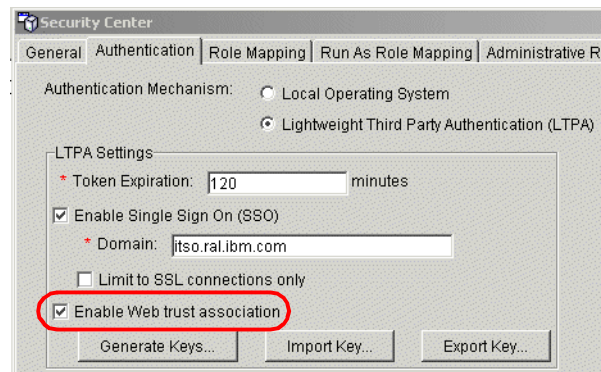 Security Center
General Authentication Role Mapping Run As Role Mapping Administrative R
Authentication Mechanism: Local Operating System
Lightweight Third Party Authentication (LTPA)
LTPA Settings
* Token Expiration: 120 minutes
Enable Single Sign On (SSO)
* Domain: itso.ral.ibm.com
Limit to SSL connections only
Enable Web trust association
Generate Keys... Import Key... Export Key...